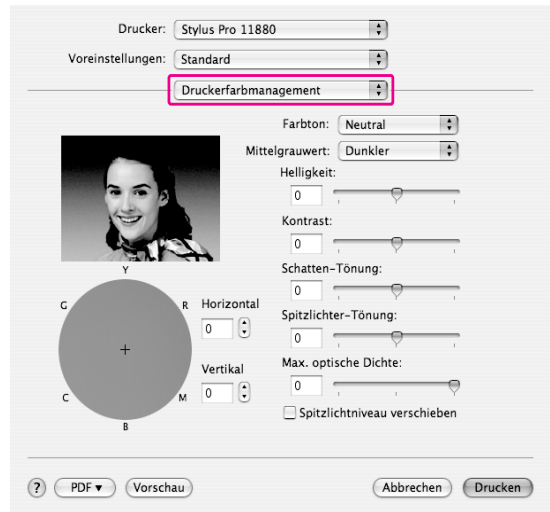 Drucker: Stylus Pro 11880
Voreinstellungen: Standard
Druckerfarbmanagement
Farbton: Neutral
Mittelgrauwert: Dunkler
Helligkeit:
0
Kontrast:
0
Schatten-Tönung:
0
Spitzlichter-Tönung:
0
Max. optische Dichte:
0
Spitzlichtniveau verschieben
Y
G R
C M
B
Horizontal
0
Vertikal
0
? PDF Vorschau Abbrechen Drucken